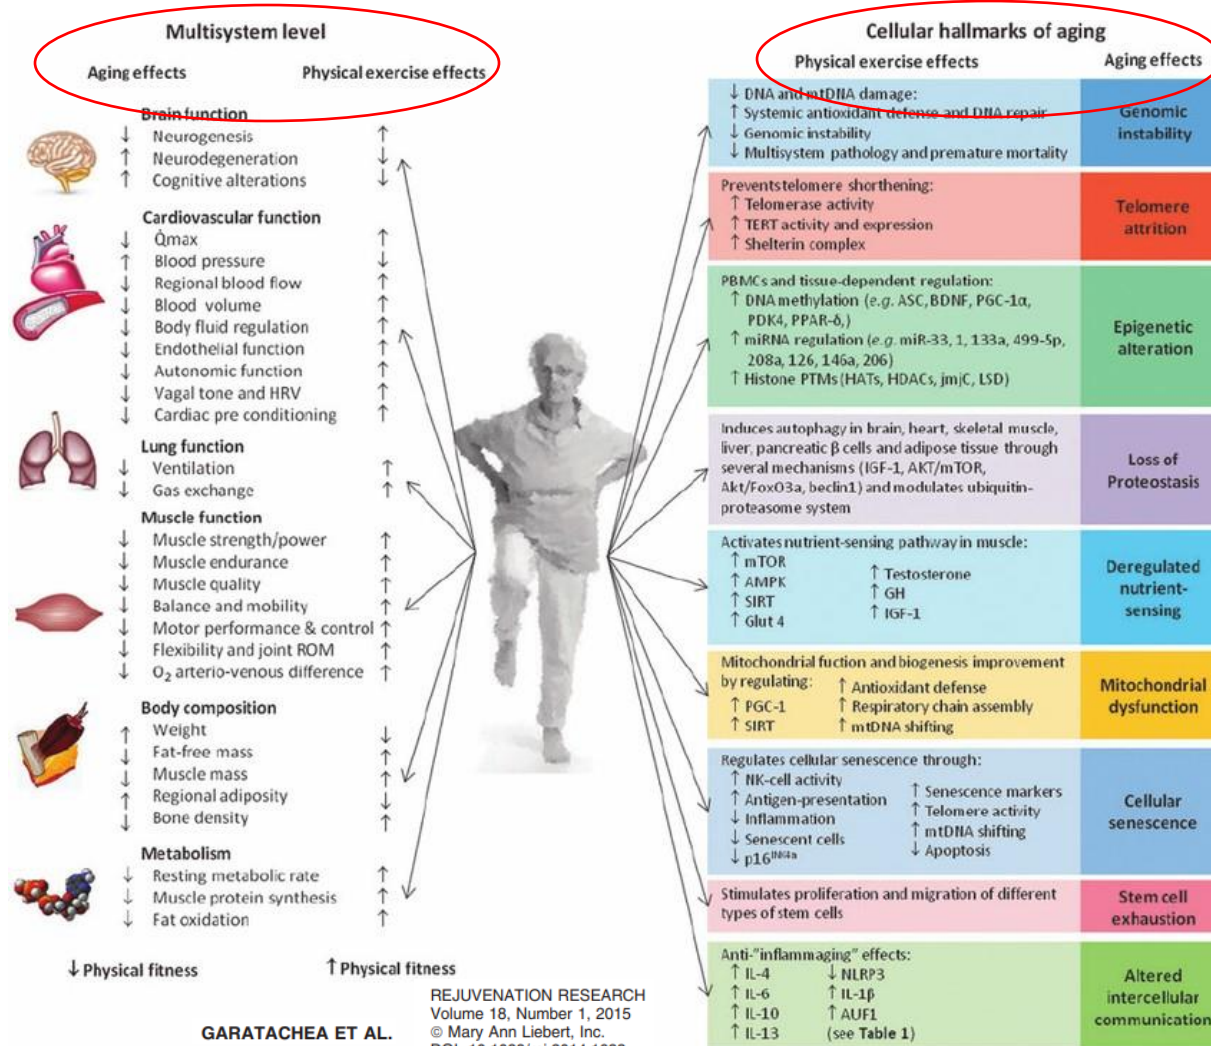 Multisystem level
Aging effects
Physical exercise effects
Brain function
↓ Neurogenesis ↑
↑ Neurodegeneration ↓
↑ Cognitive alterations ↓
Cardiovascular function
↓ Q̇max ↑
↑ Blood pressure ↓
↓ Regional blood flow ↑
↓ Blood volume ↑
↓ Body fluid regulation ↑
↓ Endothelial function ↑
↓ Autonomic function ↑
↓ Vagal tone and HRV ↑
↓ Cardiac pre conditioning ↑
Lung function
↓ Ventilation ↑
↓ Gas exchange ↑
Muscle function
↓ Muscle strength/power ↑
↓ Muscle endurance ↑
↓ Muscle quality ↑
↓ Balance and mobility ↑
↓ Motor performance & control ↑
↓ Flexibility and joint ROM ↑
↓ O₂ arterio-venous difference ↑
Body composition
↑ Weight ↓
↓ Fat-free mass ↑
↓ Muscle mass ↑
↑ Regional adiposity ↓
↓ Bone density ↑
Metabolism
↓ Resting metabolic rate ↑
↓ Muscle protein synthesis ↑
↓ Fat oxidation ↑
↓ Physical fitness
↑ Physical fitness
GARATACHEA ET AL.
REJUVENATION RESEARCH
Volume 18, Number 1, 2015
© Mary Ann Liebert, Inc.
Cellular hallmarks of aging
Physical exercise effects
Aging effects
↓ DNA and mtDNA damage:
↑ Systemic antioxidant defense and DNA repair
↓ Genomic instability
↓ Multisystem pathology and premature mortality
Genomic
instability
Prevents telomere shorthening:
↑ Telomerase activity
↑ TERT activity and expression
↑ Shelterin complex
Telomere
attrition
PBMCs and tissue-dependent regulation:
↑ DNA methylation (e.g. ASC, BDNF, PGC-1α,
PDK4, PPAR-δ,)
↑ miRNA regulation (e.g. miR-33, 1, 133a, 499-5p,
208a, 126, 146a, 206)
↑ Histone PTMs (HATs, HDACs, jmjC, LSD)
Epigenetic
alteration
Induces autophagy in brain, heart, skeletal muscle,
liver, pancreatic β cells and adipose tissue through
several mechanisms (IGF-1, AKT/mTOR,
Akt/FoxO3a, beclin1) and modulates ubiquitin-
proteasome system
Loss of
Proteostasis
Activates nutrient-sensing pathway in muscle:
↑ mTOR
↑ AMPK
↑ SIRT
↑ Glut 4
↑ Testosterone
↑ GH
↑ IGF-1
Deregulated
nutrient-
sensing
Mitochondrial fuction and biogenesis improvement
by regulating:
↑ PGC-1
↑ SIRT
↑ Antioxidant defense
↑ Respiratory chain assembly
↑ mtDNA shifting
Mitochondrial
dysfunction
Regulates cellular senescence through:
↑ NK-cell activity
↑ Antigen-presentation
↓ Inflammation
↓ Senescent cells
↓ p16INK4a
↑ Senescence markers
↑ Telomere activity
↑ mtDNA shifting
↓ Apoptosis
Cellular
senescence
Stimulates proliferation and migration of different
types of stem cells
Stem cell
exhaustion
Anti-"inflammaging" effects:
↑ IL-4
↑ IL-6
↑ IL-10
↑ IL-13
↓ NLRP3
↑ IL-1β
↑ AUF1
(see Table 1)
Altered
intercellular
communication